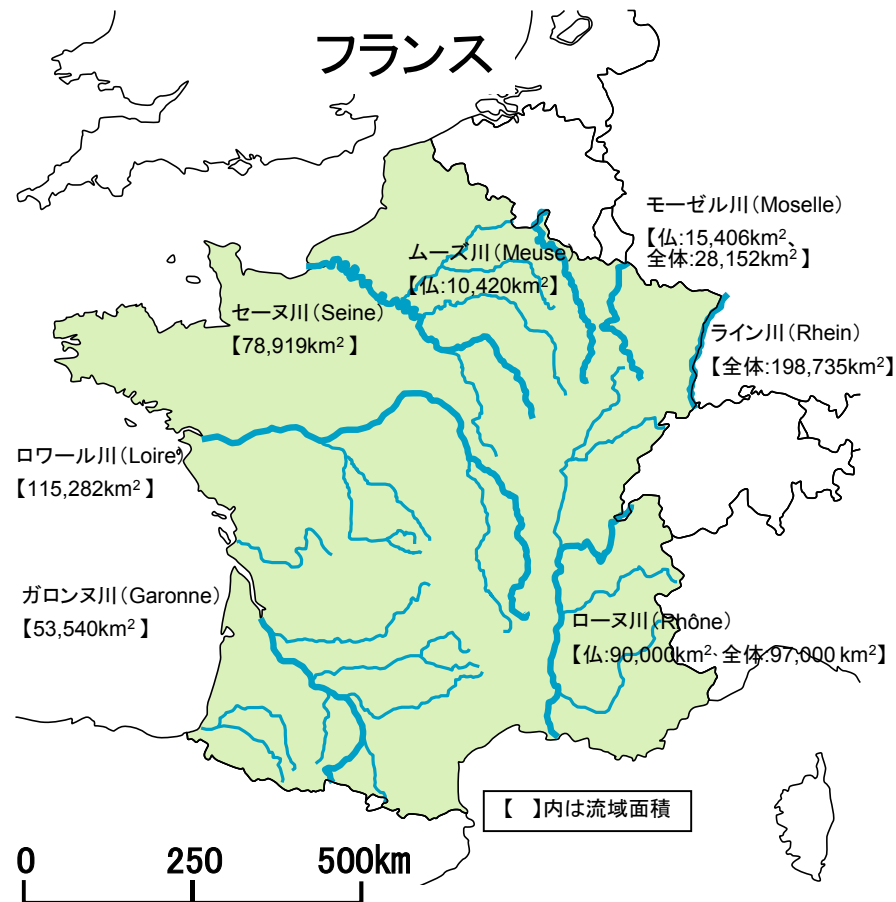 フランス
モーゼル川(Moselle)
【仏:15,406km²、
全体:28,152km²】
ムーズ川(Meuse)
【仏:10,420km²】
セーヌ川(Seine)
【78,919km²】
ライン川(Rhein)
【全体:198,735km²】
ロワール川(Loire)
【115,282km²】
ガロンヌ川(Garonne)
【53,540km²】
ローヌ川(Rhône)
【仏:90,000km²、全体:97,000 km²】
【 】内は流域面積
0 250 500km